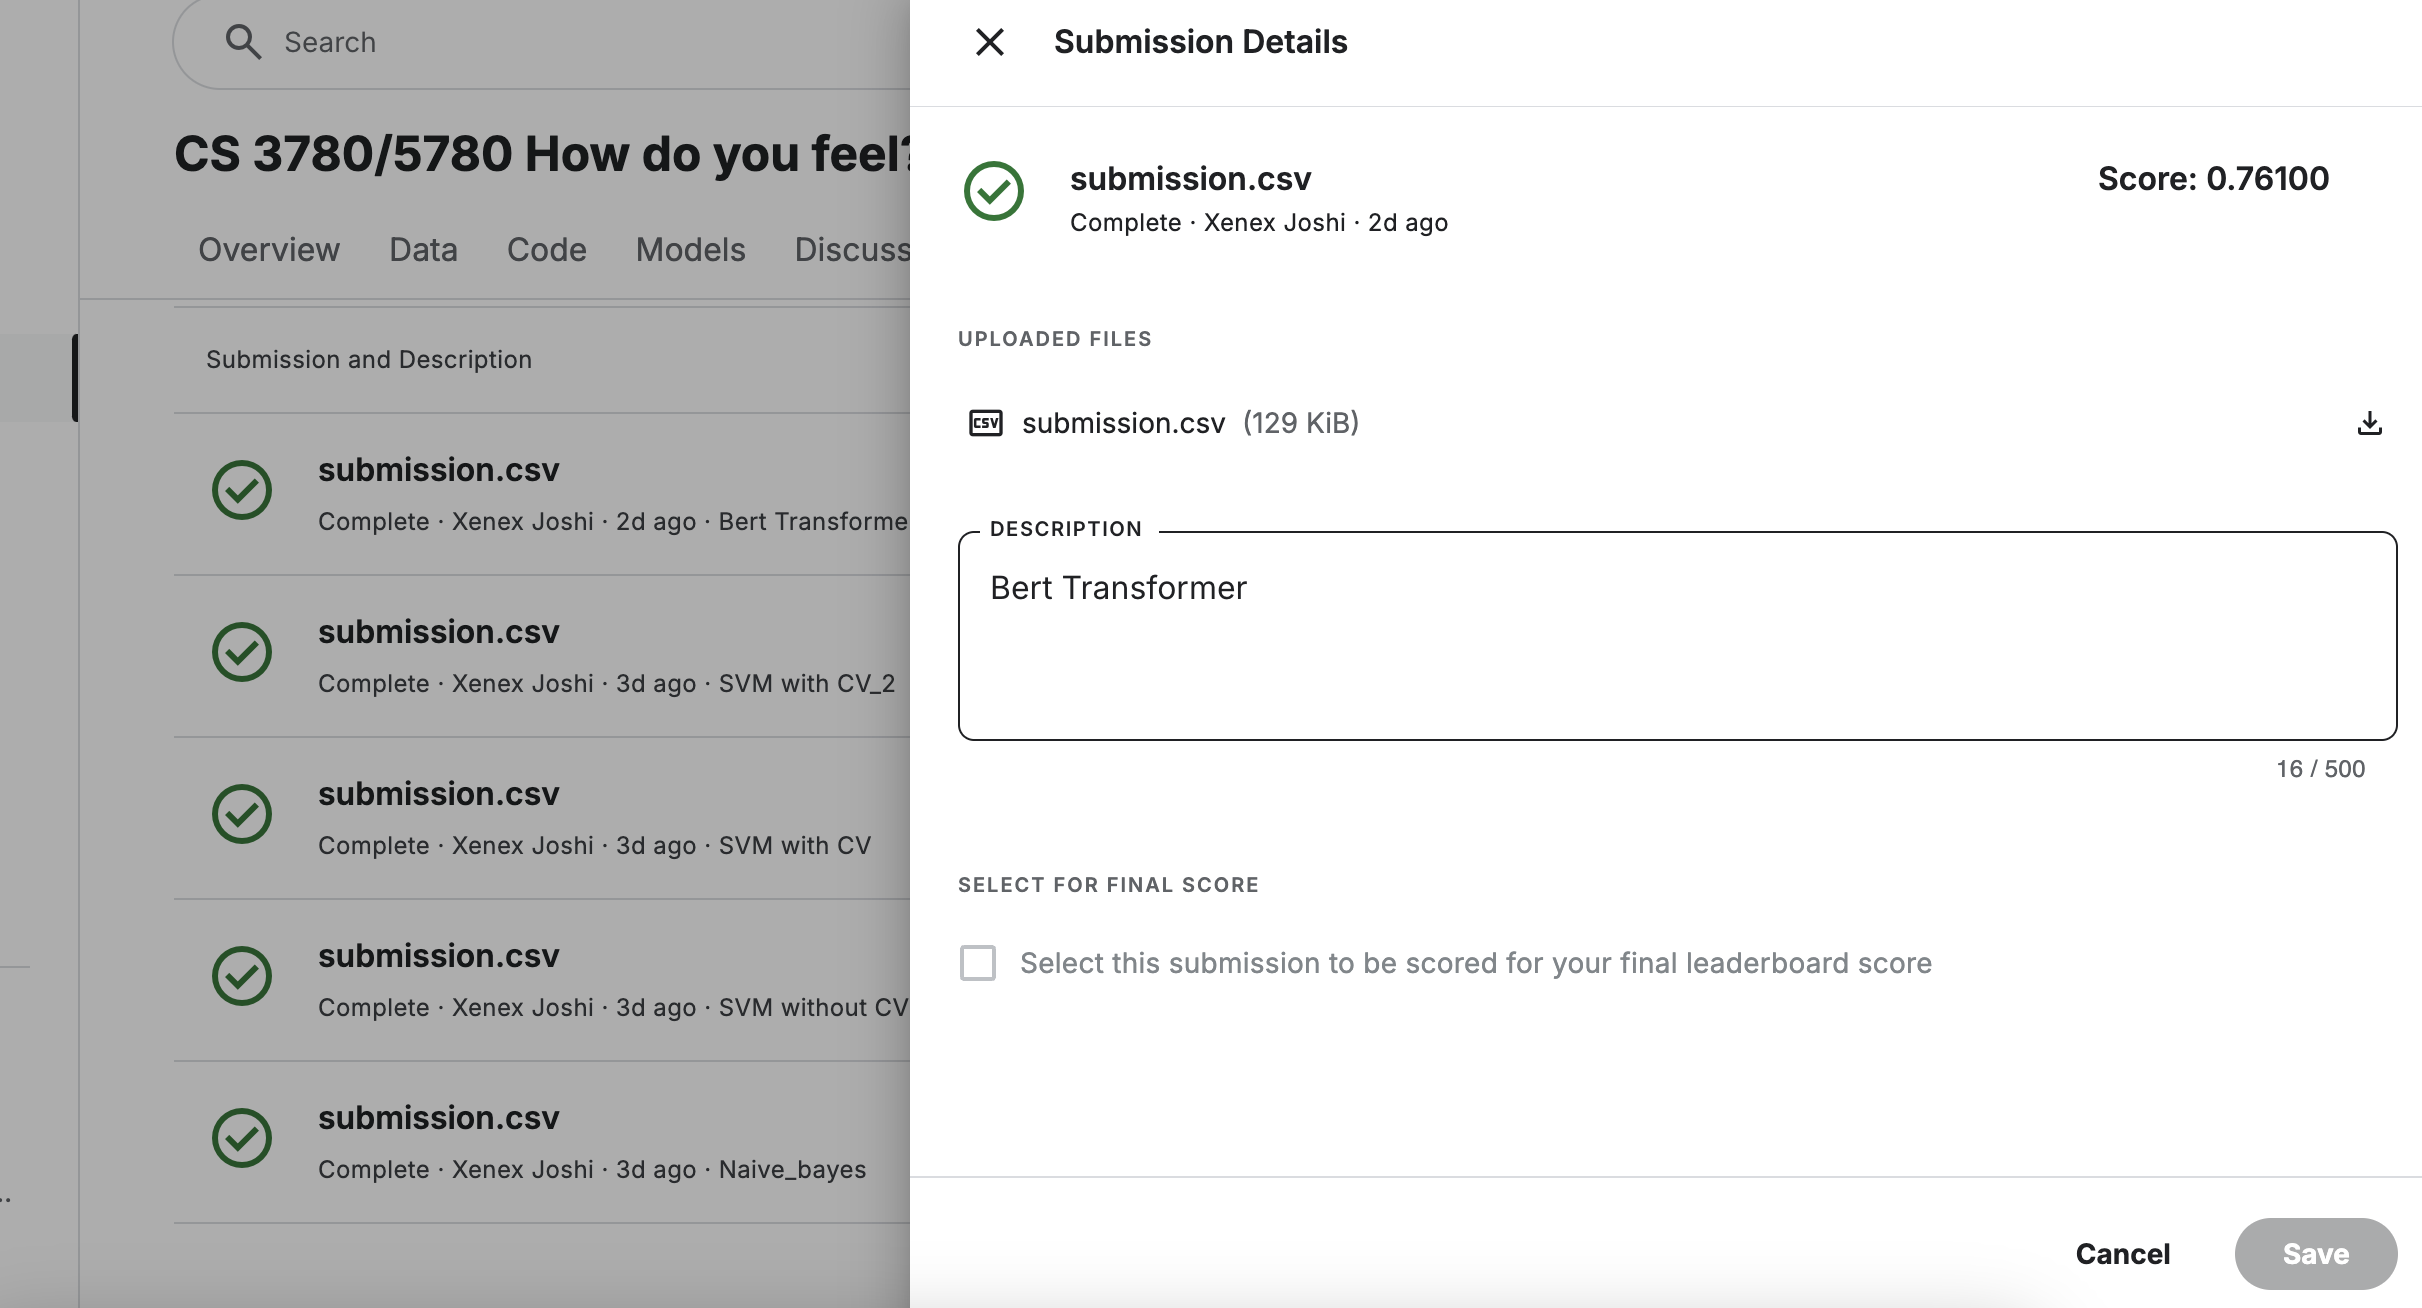 Search
CS 3780/5780 How do you feel?
Overview Data Code Models Discuss
Submission and Description
submission.csv
Complete · Xenex Joshi · 2d ago · Bert Transforme
submission.csv
Complete · Xenex Joshi · 3d ago · SVM with CV_2
submission.csv
Complete · Xenex Joshi · 3d ago · SVM with CV
submission.csv
Complete · Xenex Joshi · 3d ago · SVM without CV
submission.csv
Complete · Xenex Joshi · 3d ago · Naive_bayes
..
Submission Details
submission.csv
Score: 0.76100
Complete · Xenex Joshi · 2d ago
UPLOADED FILES
CSV submission.csv (129 KiB)
DESCRIPTION
Bert Transformer
16 / 500
SELECT FOR FINAL SCORE
Select this submission to be scored for your final leaderboard score
Cancel Save